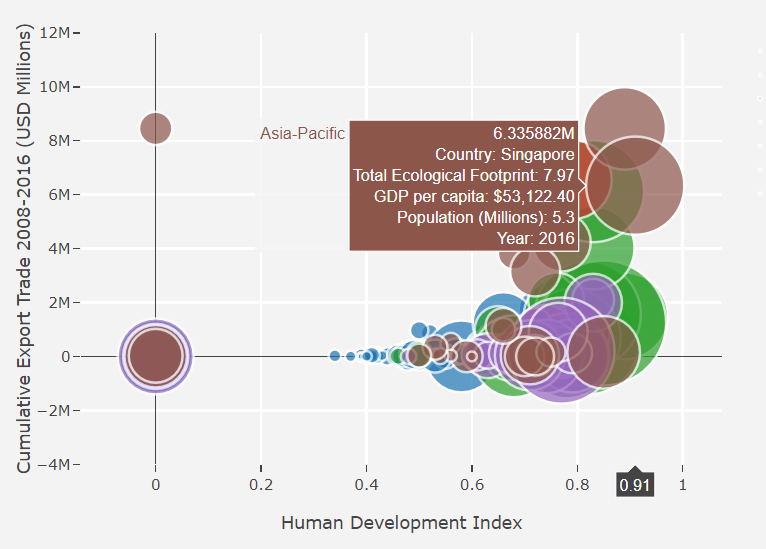 Cumulative Export Trade 2008-2016 (USD Millions)
12M
10M
8M
6M
4M
2M
0
−2M
−4M
Asia-Pacific
6.335882M
Country: Singapore
Total Ecological Footprint: 7.97
GDP per capita: $53,122.40
Population (Millions): 5.3
Year: 2016
0
0.2
0.4
0.6
0.8
0.91
1
Human Development Index